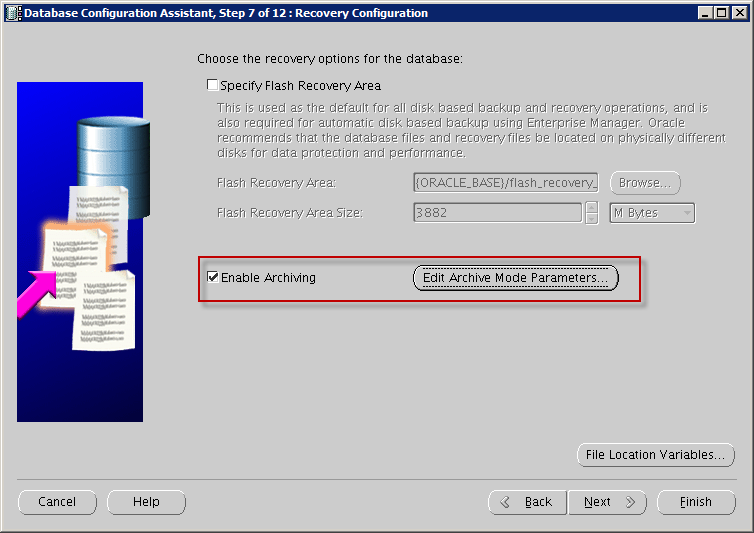 Database Configuration Assistant, Step 7 of 12 : Recovery Configuration
Choose the recovery options for the database:
Specify Flash Recovery Area
This is used as the default for all disk based backup and recovery operations, and is
also required for automatic disk based backup using Enterprise Manager. Oracle
recommends that the database files and recovery files be located on physically different
disks for data protection and performance.
Flash Recovery Area: {ORACLE_BASE}/flash_recovery_ Browse...
Flash Recovery Area Size: 3882 M Bytes
Enable Archiving Edit Archive Mode Parameters...
File Location Variables...
Cancel Help Back Next Finish